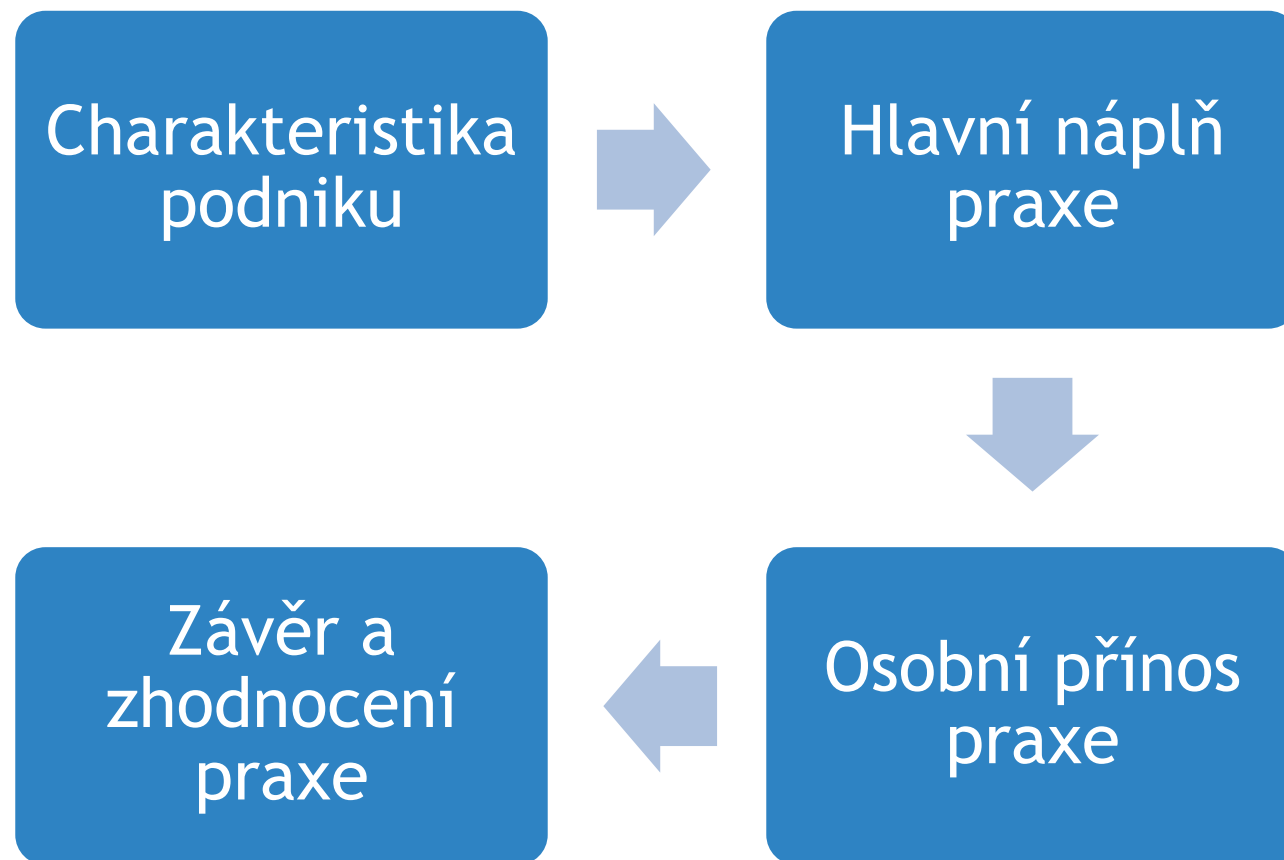 Charakteristika
podniku
Hlavní náplň
praxe
Osobní přínos
praxe
Závěr a
zhodnocení
praxe